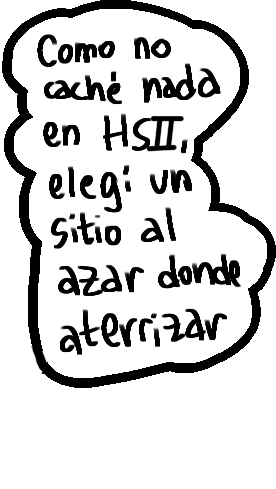 Como no
caché nada
en HSII,
elegí un
sitio al
azar donde
aterrizar